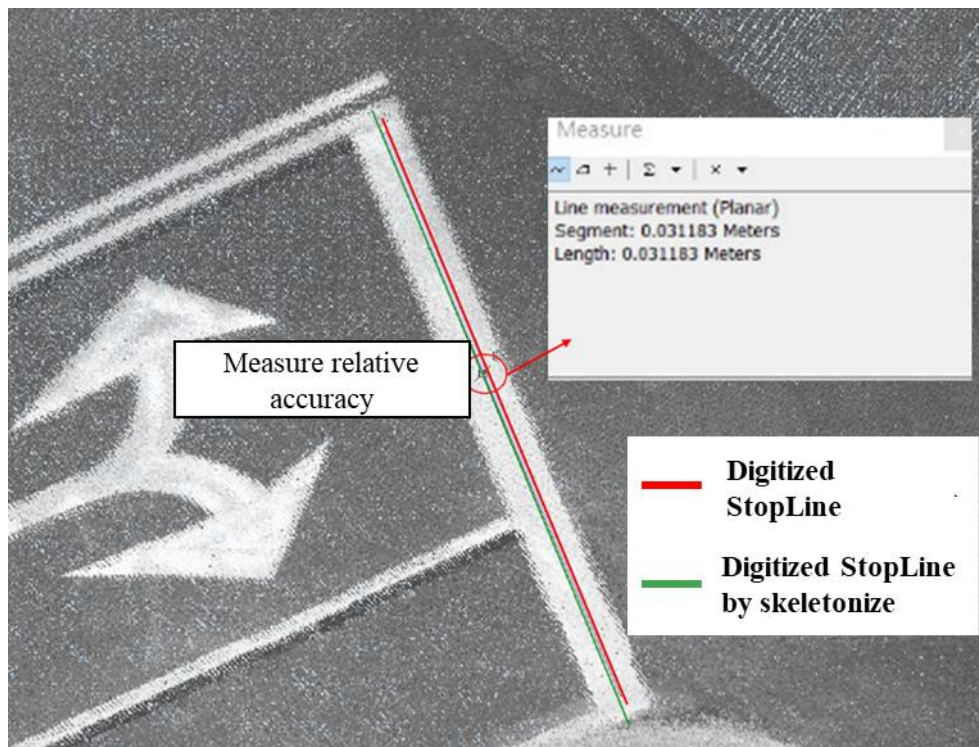 Measure
Line measurement (Planar)
Segment: 0.031183 Meters
Length: 0.031183 Meters
Measure relative
accuracy
Digitized
StopLine
Digitized StopLine
by skeletonize